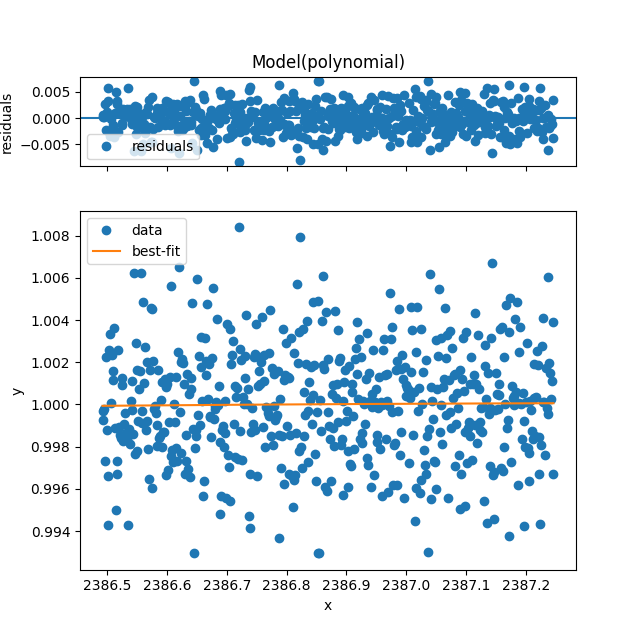 Model(polynomial)
residuals
0.005
0.000
−0.005
residuals
y
1.008
1.006
1.004
1.002
1.000
0.998
0.996
0.994
data
best-fit
2386.5 2386.6 2386.7 2386.8 2386.9 2387.0 2387.1 2387.2
x